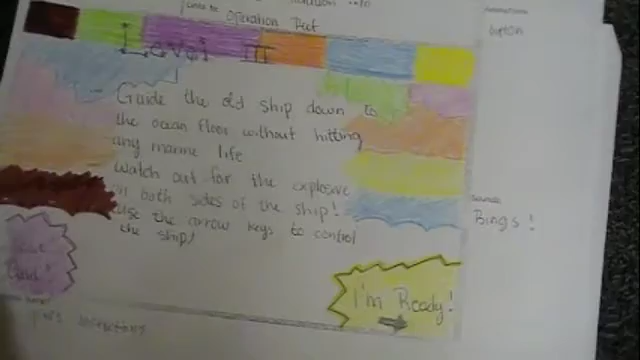 Operation Reef
Level III
Guide the old ship down to
the ocean floor without hitting
any marine life
Watch out for the explosive
on both sides of the ship!
Use the arrow keys to control
the ship!
I'm Ready!
button
Bings!